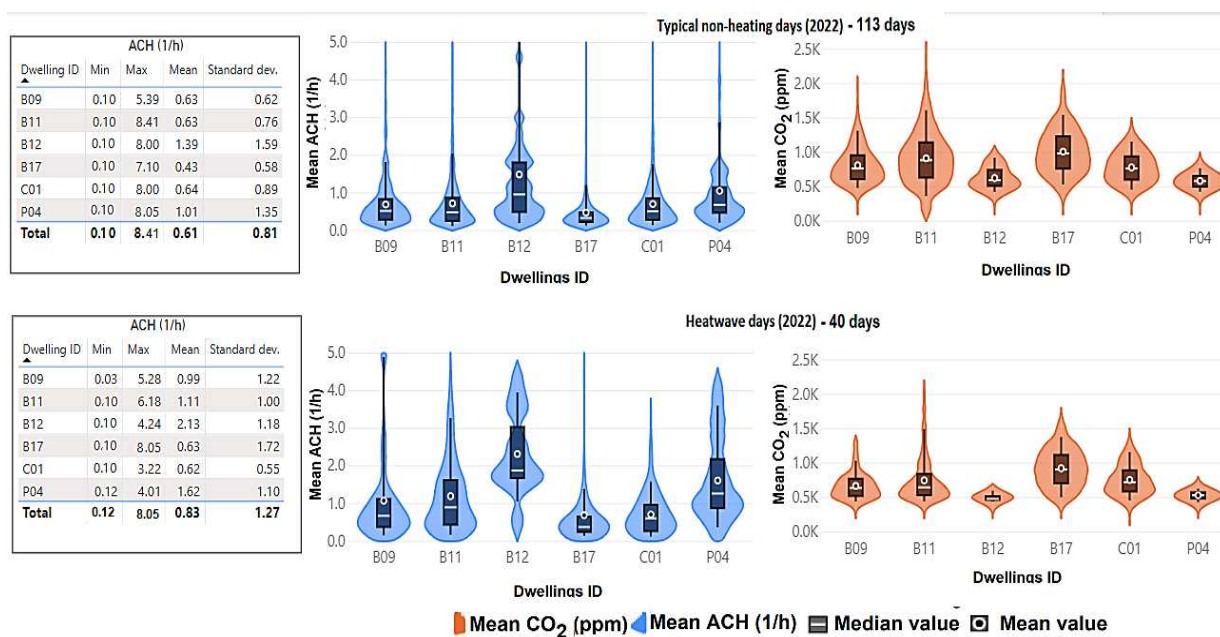 Typical non-heating days (2022) - 113 days
ACH (1/h)
Dwelling ID Min Max Mean Standard dev.
B09 0.10 5.39 0.63 0.62
B11 0.10 8.41 0.63 0.76
B12 0.10 8.00 1.39 1.59
B17 0.10 7.10 0.43 0.58
C01 0.10 8.00 0.64 0.89
P04 0.10 8.05 1.01 1.35
Total 0.10 8.41 0.61 0.81
Mean ACH (1/h)
5.0
4.0
3.0
2.0
1.0
0.0
B09 B11 B12 B17 C01 P04
Dwellings ID
Mean CO₂ (ppm)
2.5K
2.0K
1.5K
1.0K
0.5K
0.0K
B09 B11 B12 B17 C01 P04
Dwellings ID
Heatwave days (2022) - 40 days
ACH (1/h)
Dwelling ID Min Max Mean Standard dev.
B09 0.03 5.28 0.99 1.22
B11 0.10 6.18 1.11 1.00
B12 0.10 4.24 2.13 1.18
B17 0.10 8.05 0.63 1.72
C01 0.10 3.22 0.62 0.55
P04 0.12 4.01 1.62 1.10
Total 0.12 8.05 0.83 1.27
Mean ACH (1/h)
5.0
4.0
3.0
2.0
1.0
0.0
B09 B11 B12 B17 C01 P04
Dwellings ID
Mean CO₂ (ppm)
2.5K
2.0K
1.5K
1.0K
0.5K
0.0K
B09 B11 B12 B17 C01 P04
Dwellings ID
Mean CO₂ (ppm) Mean ACH (1/h) Median value Mean value